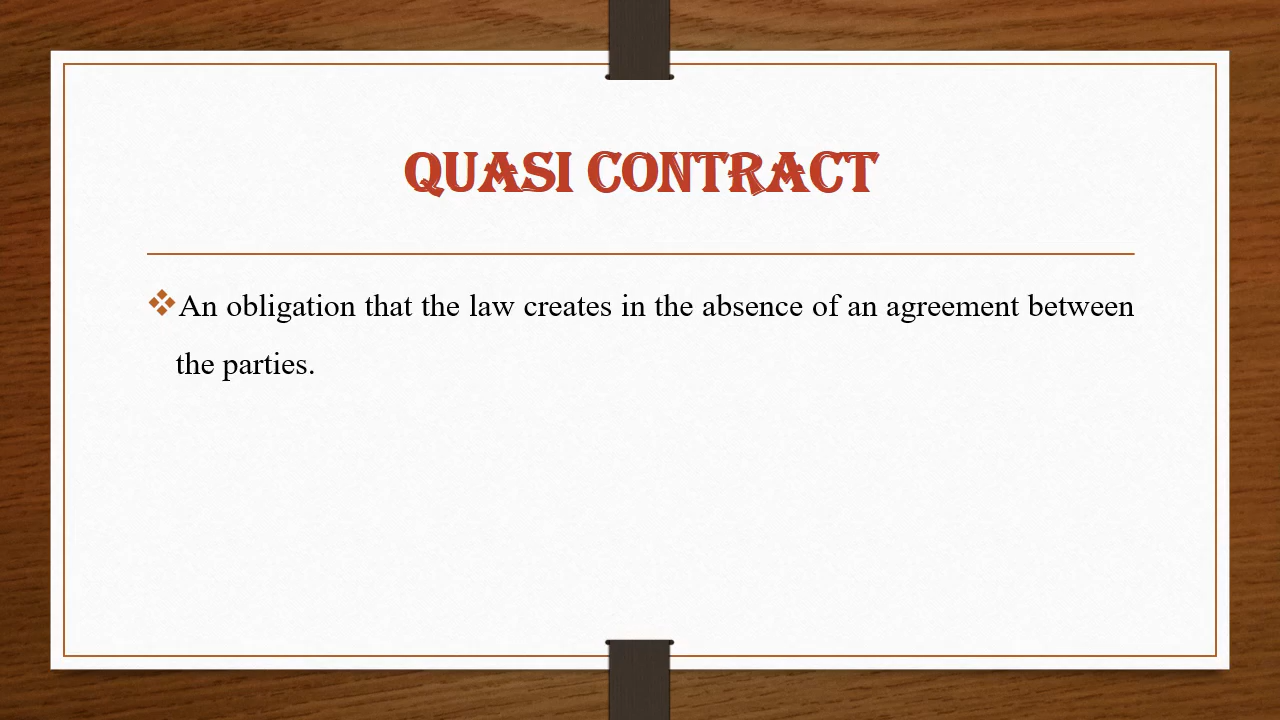 QUASI CONTRACT
❖An obligation that the law creates in the absence of an agreement between
the parties.